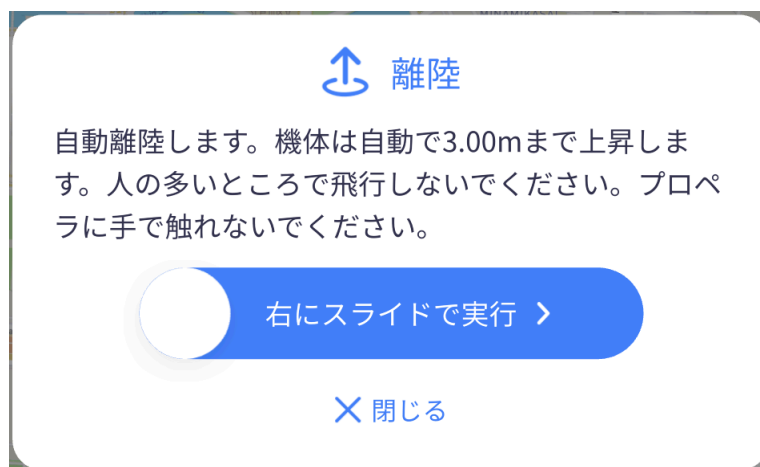 離陸
自動離陸します。機体は自動で3.00mまで上昇しま
す。人の多いところで飛行しないでください。プロペ
ラに手で触れないでください。
右にスライドで実行
閉じる